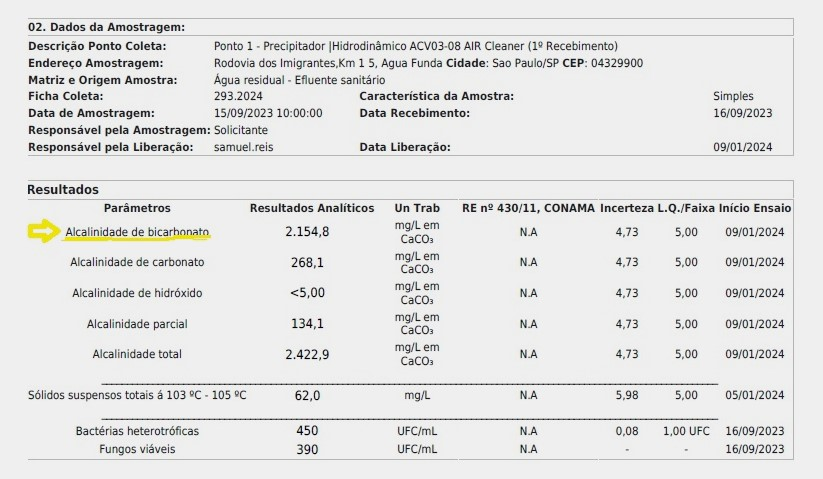 02. Dados da Amostragem:
Descrição Ponto Coleta: Ponto 1 - Precipitador |Hidrodinâmico ACV03-08 AIR Cleaner (1º Recebimento)
Endereço Amostragem: Rodovia dos Imigrantes,Km 1 5, Agua Funda Cidade: Sao Paulo/SP CEP: 04329900
Matriz e Origem Amostra: Água residual - Efluente sanitário
Ficha Coleta: 293.2024 Característica da Amostra: Simples
Data de Amostragem: 15/09/2023 10:00:00 Data Recebimento: 16/09/2023
Responsável pela Amostragem: Solicitante
Responsável pela Liberação: samuel.reis Data Liberação: 09/01/2024
Resultados
Parâmetros Resultados Analíticos Un Trab RE nº 430/11, CONAMA Incerteza L.Q./Faixa Início Ensaio
Alcalinidade de bicarbonato 2.154,8 mg/L em CaCO₃ N.A 4,73 5,00 09/01/2024
Alcalinidade de carbonato 268,1 mg/L em CaCO₃ N.A 4,73 5,00 09/01/2024
Alcalinidade de hidróxido <5,00 mg/L em CaCO₃ N.A 4,73 5,00 09/01/2024
Alcalinidade parcial 134,1 mg/L em CaCO₃ N.A 4,73 5,00 09/01/2024
Alcalinidade total 2.422,9 mg/L em CaCO₃ N.A 4,73 5,00 09/01/2024
Sólidos suspensos totais á 103 ºC - 105 ºC 62,0 mg/L N.A 5,98 5,00 05/01/2024
Bactérias heterotróficas 450 UFC/mL N.A 0,08 1,00 UFC 16/09/2023
Fungos viáveis 390 UFC/mL N.A - - 16/09/2023